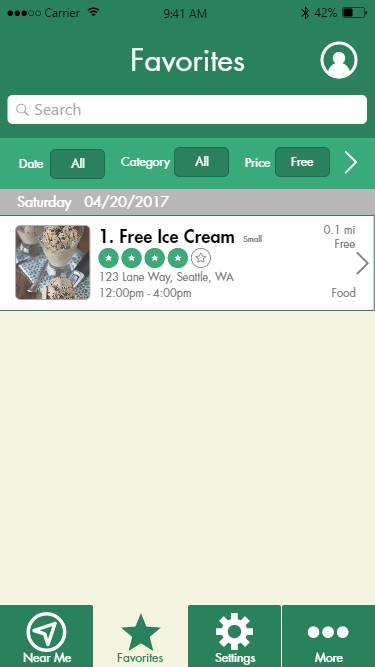 Carrier 9:41 AM 42%
Favorites
Search
Date All Category All Price Free
Saturday 04/20/2017
1. Free Ice Cream Small 0.1 mi
Free
123 Lane Way, Seattle, WA
12:00pm - 4:00pm Food
Near Me Favorites Settings More